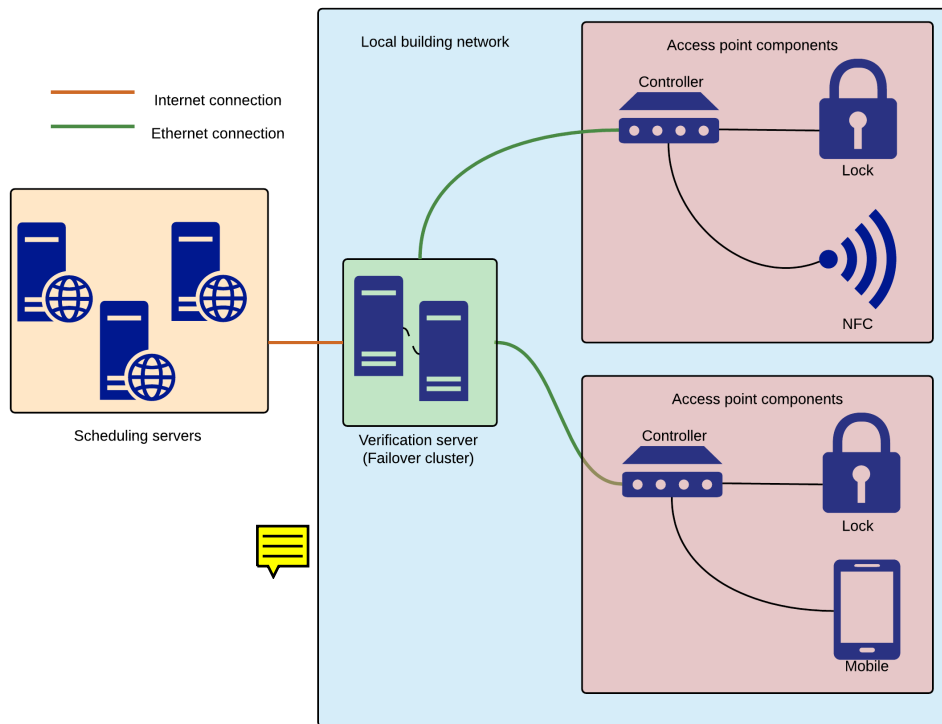 Local building network
Access point components
Controller
Internet connection
Ethernet connection
Lock
NFC
Access point components
Scheduling servers
Verification server
(Failover cluster)
Controller
Lock
Mobile